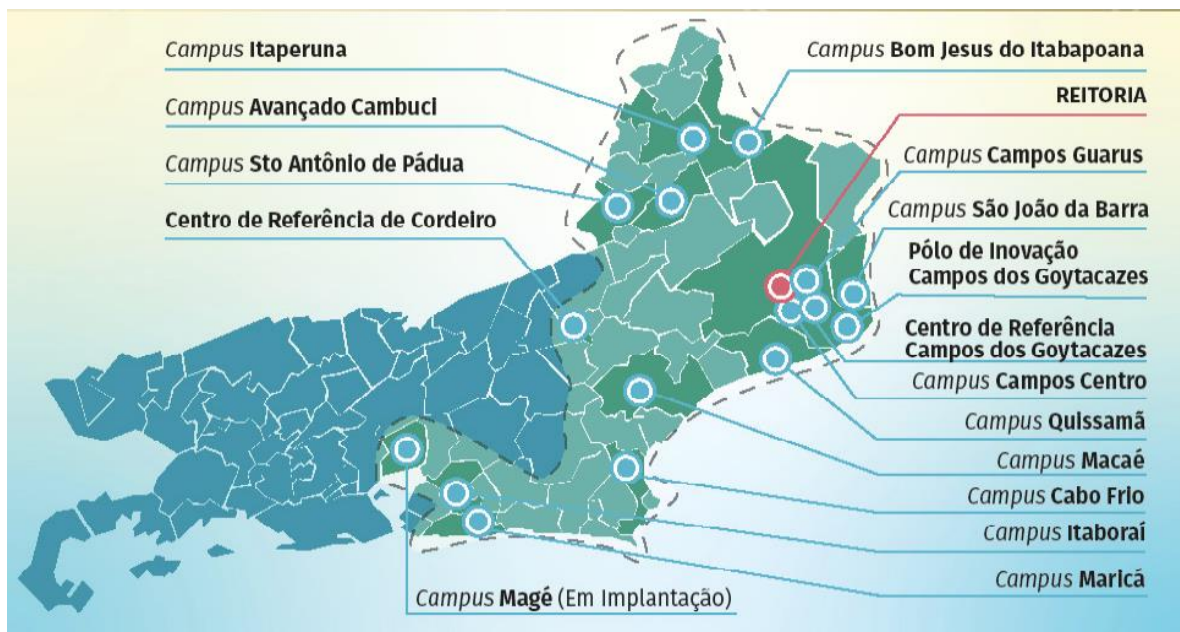 Campus Itaperuna
Campus Avançado Cambuci
Campus Sto Antônio de Pádua
Centro de Referência de Cordeiro
Campus Bom Jesus do Itabapoana
REITORIA
Campus Campos Guarus
Campus São João da Barra
Pólo de Inovação
Campos dos Goytacazes
Centro de Referência
Campos dos Goytacazes
Campus Campos Centro
Campus Quissamã
Campus Macaé
Campus Cabo Frio
Campus Itaboraí
Campus Maricá
Campus Magé (Em Implantação)